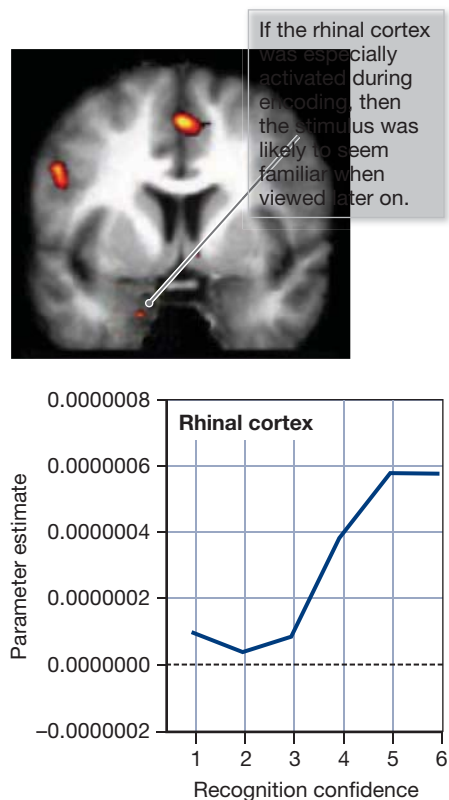 If the rhinal cortex
was especially
activated during
encoding, then
the stimulus was
likely to seem
familiar when
viewed later on.
0.0000008
Rhinal cortex
0.0000006
0.0000004
0.0000002
0.0000000
–0.0000002
Parameter estimate
1 2 3 4 5 6
Recognition confidence